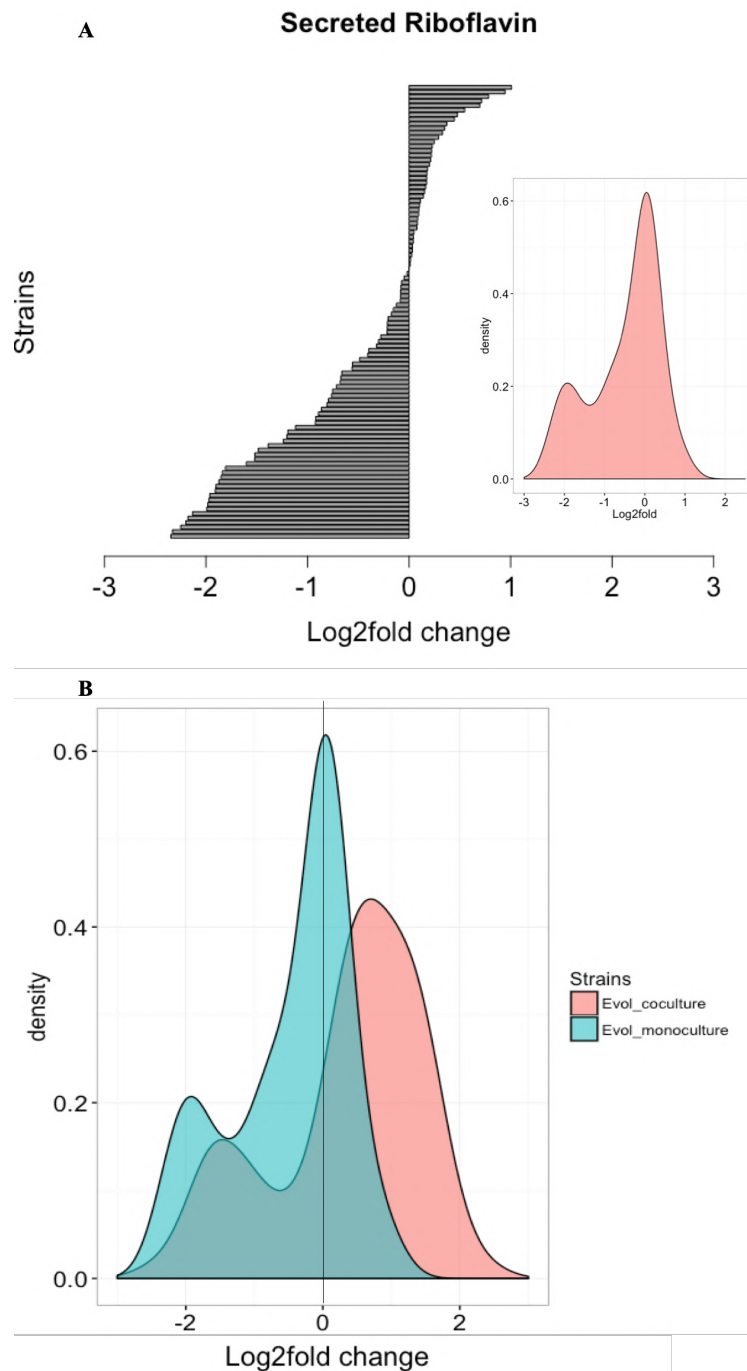 A
Secreted Riboflavin
Strains
0.6
0.4
density
0.2
0.0
-3 -2 -1 0 1 2
Log2fold
-3 -2 -1 0 1 2 3
Log2fold change
B
0.6
0.4
density
0.2
0.0
-2 0 2
Log2fold change
Strains
Evol_coculture
Evol_monoculture